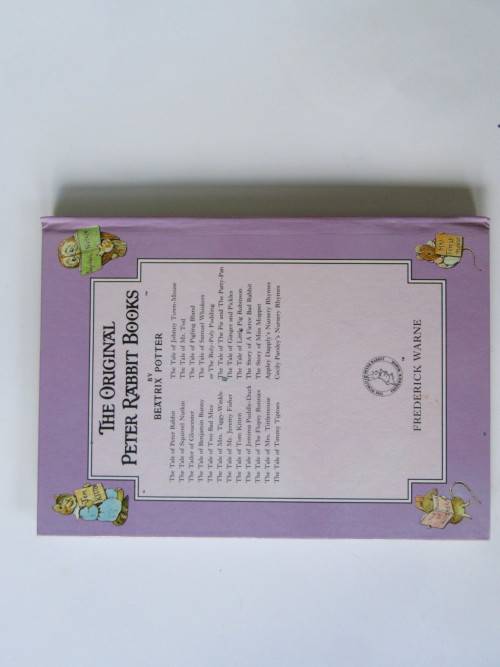 THE ORIGINAL
PETER RABBIT BOOKS
BY
BEATRIX POTTER
The Tale of Peter Rabbit
The Tale of Squirrel Nutkin
The Tailor of Gloucester
The Tale of Benjamin Bunny
The Tale of Two Bad Mice
The Tale of Mrs. Tiggy-Winkle
The Tale of Mr. Jeremy Fisher
The Tale of Tom Kitten
The Tale of Jemima Puddle-Duck
The Tale of The Flopsy Bunnies
The Tale of Mrs. Tittlemouse
The Tale of Timmy Tiptoes
The Tale of Johnny Town-Mouse
The Tale of Mr. Tod
The Tale of Pigling Bland
The Tale of Samuel Whiskers
or The Roly-Poly Pudding
The Tale of The Pie and The Patty-Pan
The Tale of Ginger and Pickles
The Tale of Little Pig Robinson
The Story of A Fierce Bad Rabbit
The Story of Miss Moppet
Appley Dapply's Nursery Rhymes
Cecily Parsley's Nursery Rhymes
FREDERICK WARNE